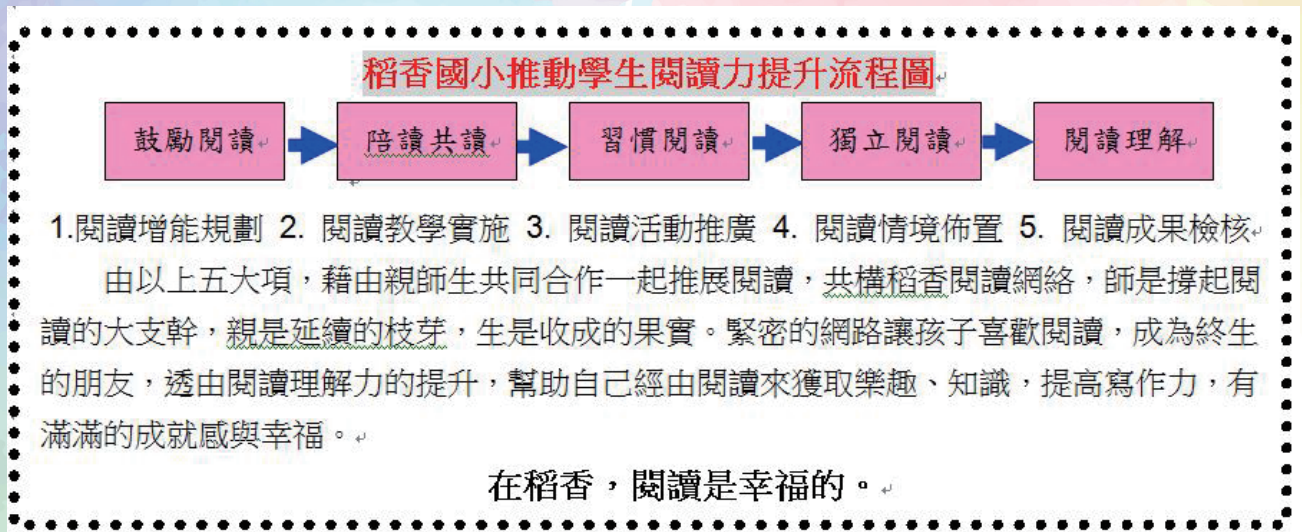 稻香國小推動學生閱讀力提升流程圖
鼓勵閱讀 陪讀共讀 習慣閱讀 獨立閱讀 閱讀理解
1.閱讀增能規劃 2. 閱讀教學實施 3. 閱讀活動推廣 4. 閱讀情境佈置 5. 閱讀成果檢核
由以上五大項，藉由親師生共同合作一起推展閱讀，共構稻香閱讀網絡，師是撐起閱
讀的大支幹，親是延續的枝芽，生是收成的果實。緊密的網路讓孩子喜歡閱讀，成為終生
的朋友，透由閱讀理解力的提升，幫助自己經由閱讀來獲取樂趣、知識，提高寫作力，有
滿滿的成就感與幸福。
在稻香，閱讀是幸福的。